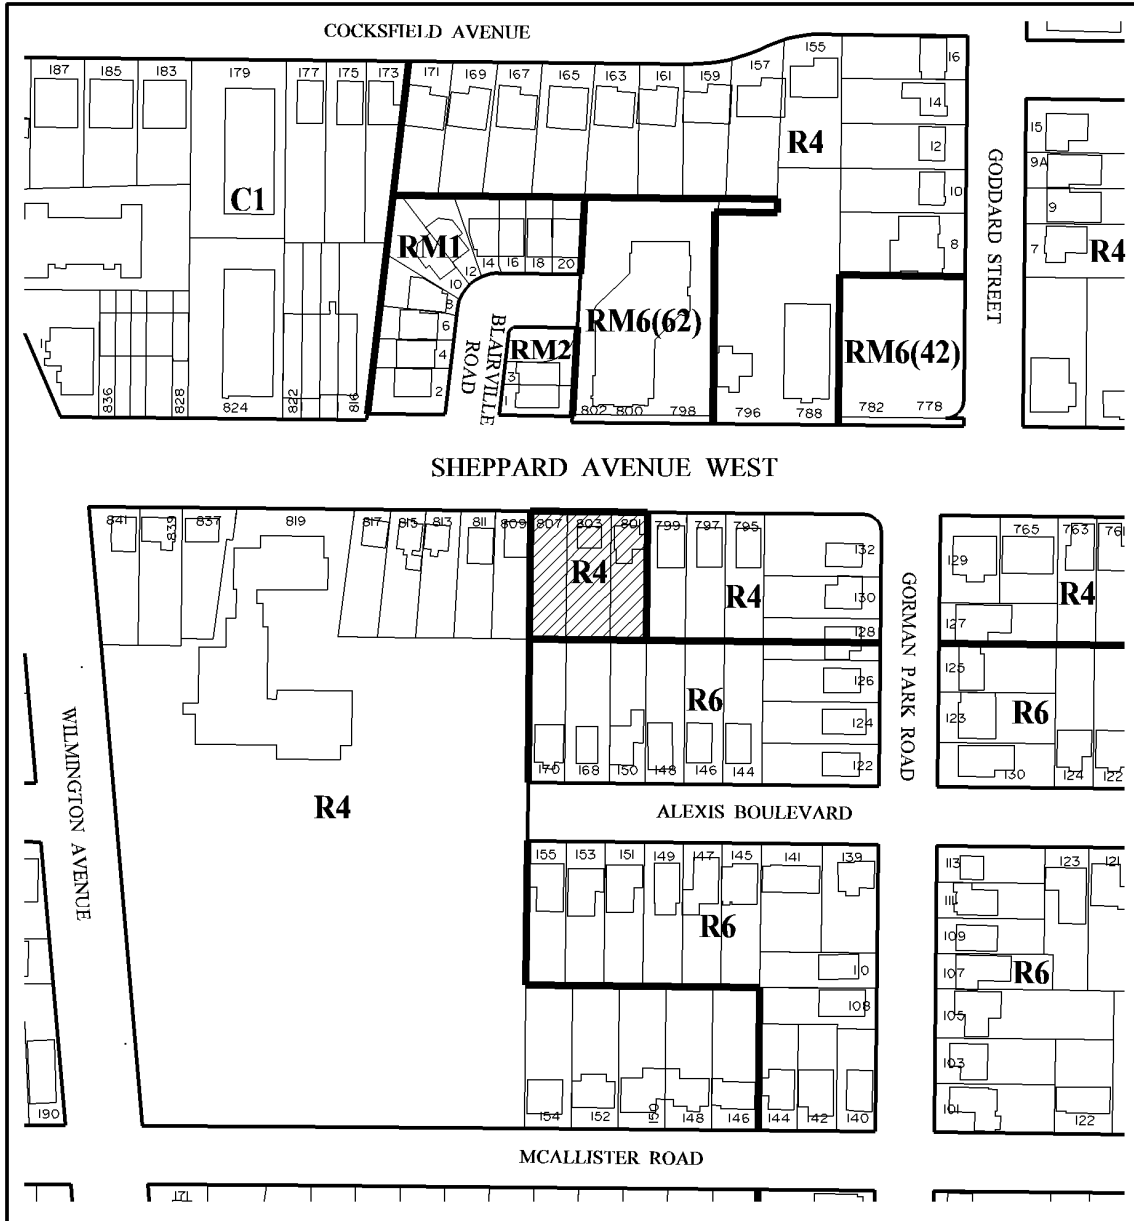 COCKSFIELD AVENUE
187 185 183 179 177 175 173 171 169 167 165 163 161 159 157 155 16
14
12
10
8
C1
R4
GODDARD STREET
15
9A
9
7
R4
RM1
14 16 18 20
12
10
8
6
4
2
BLAIRVILLE ROAD
RM2
3
1
RM6(62)
RM6(42)
1
836 828 824 822 816 802 800 798 796 788 782 778
SHEPPARD AVENUE WEST
841 839 837 819 817 815 813 811 809 807 803 801 799 797 795
132
130
128
126
124
122
R4
R4
R6
170 168 150 148 146 144
GORMAN PARK ROAD
129 765 763 761
127
R4
125
123
R6
130 124 122
WILMINGTON AVENUE
R4
ALEXIS BOULEVARD
155 153 151 149 147 145 141 139
R6
110
108
113 123 121
111
109
107
R6
105
103
101 122
190
154 152 150 148 146 144 142 140
MCALLISTER ROAD
171